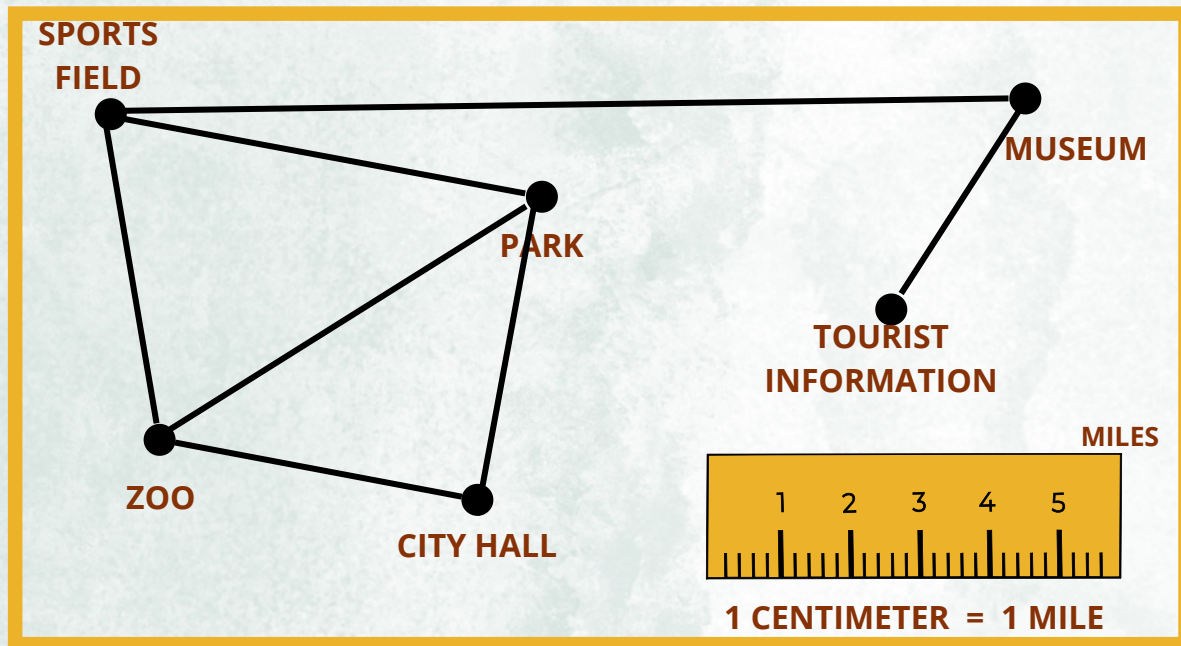 SPORTS
FIELD
MUSEUM
PARK
TOURIST
INFORMATION
MILES
ZOO
1 2 3 4 5
CITY HALL
1 CENTIMETER = 1 MILE